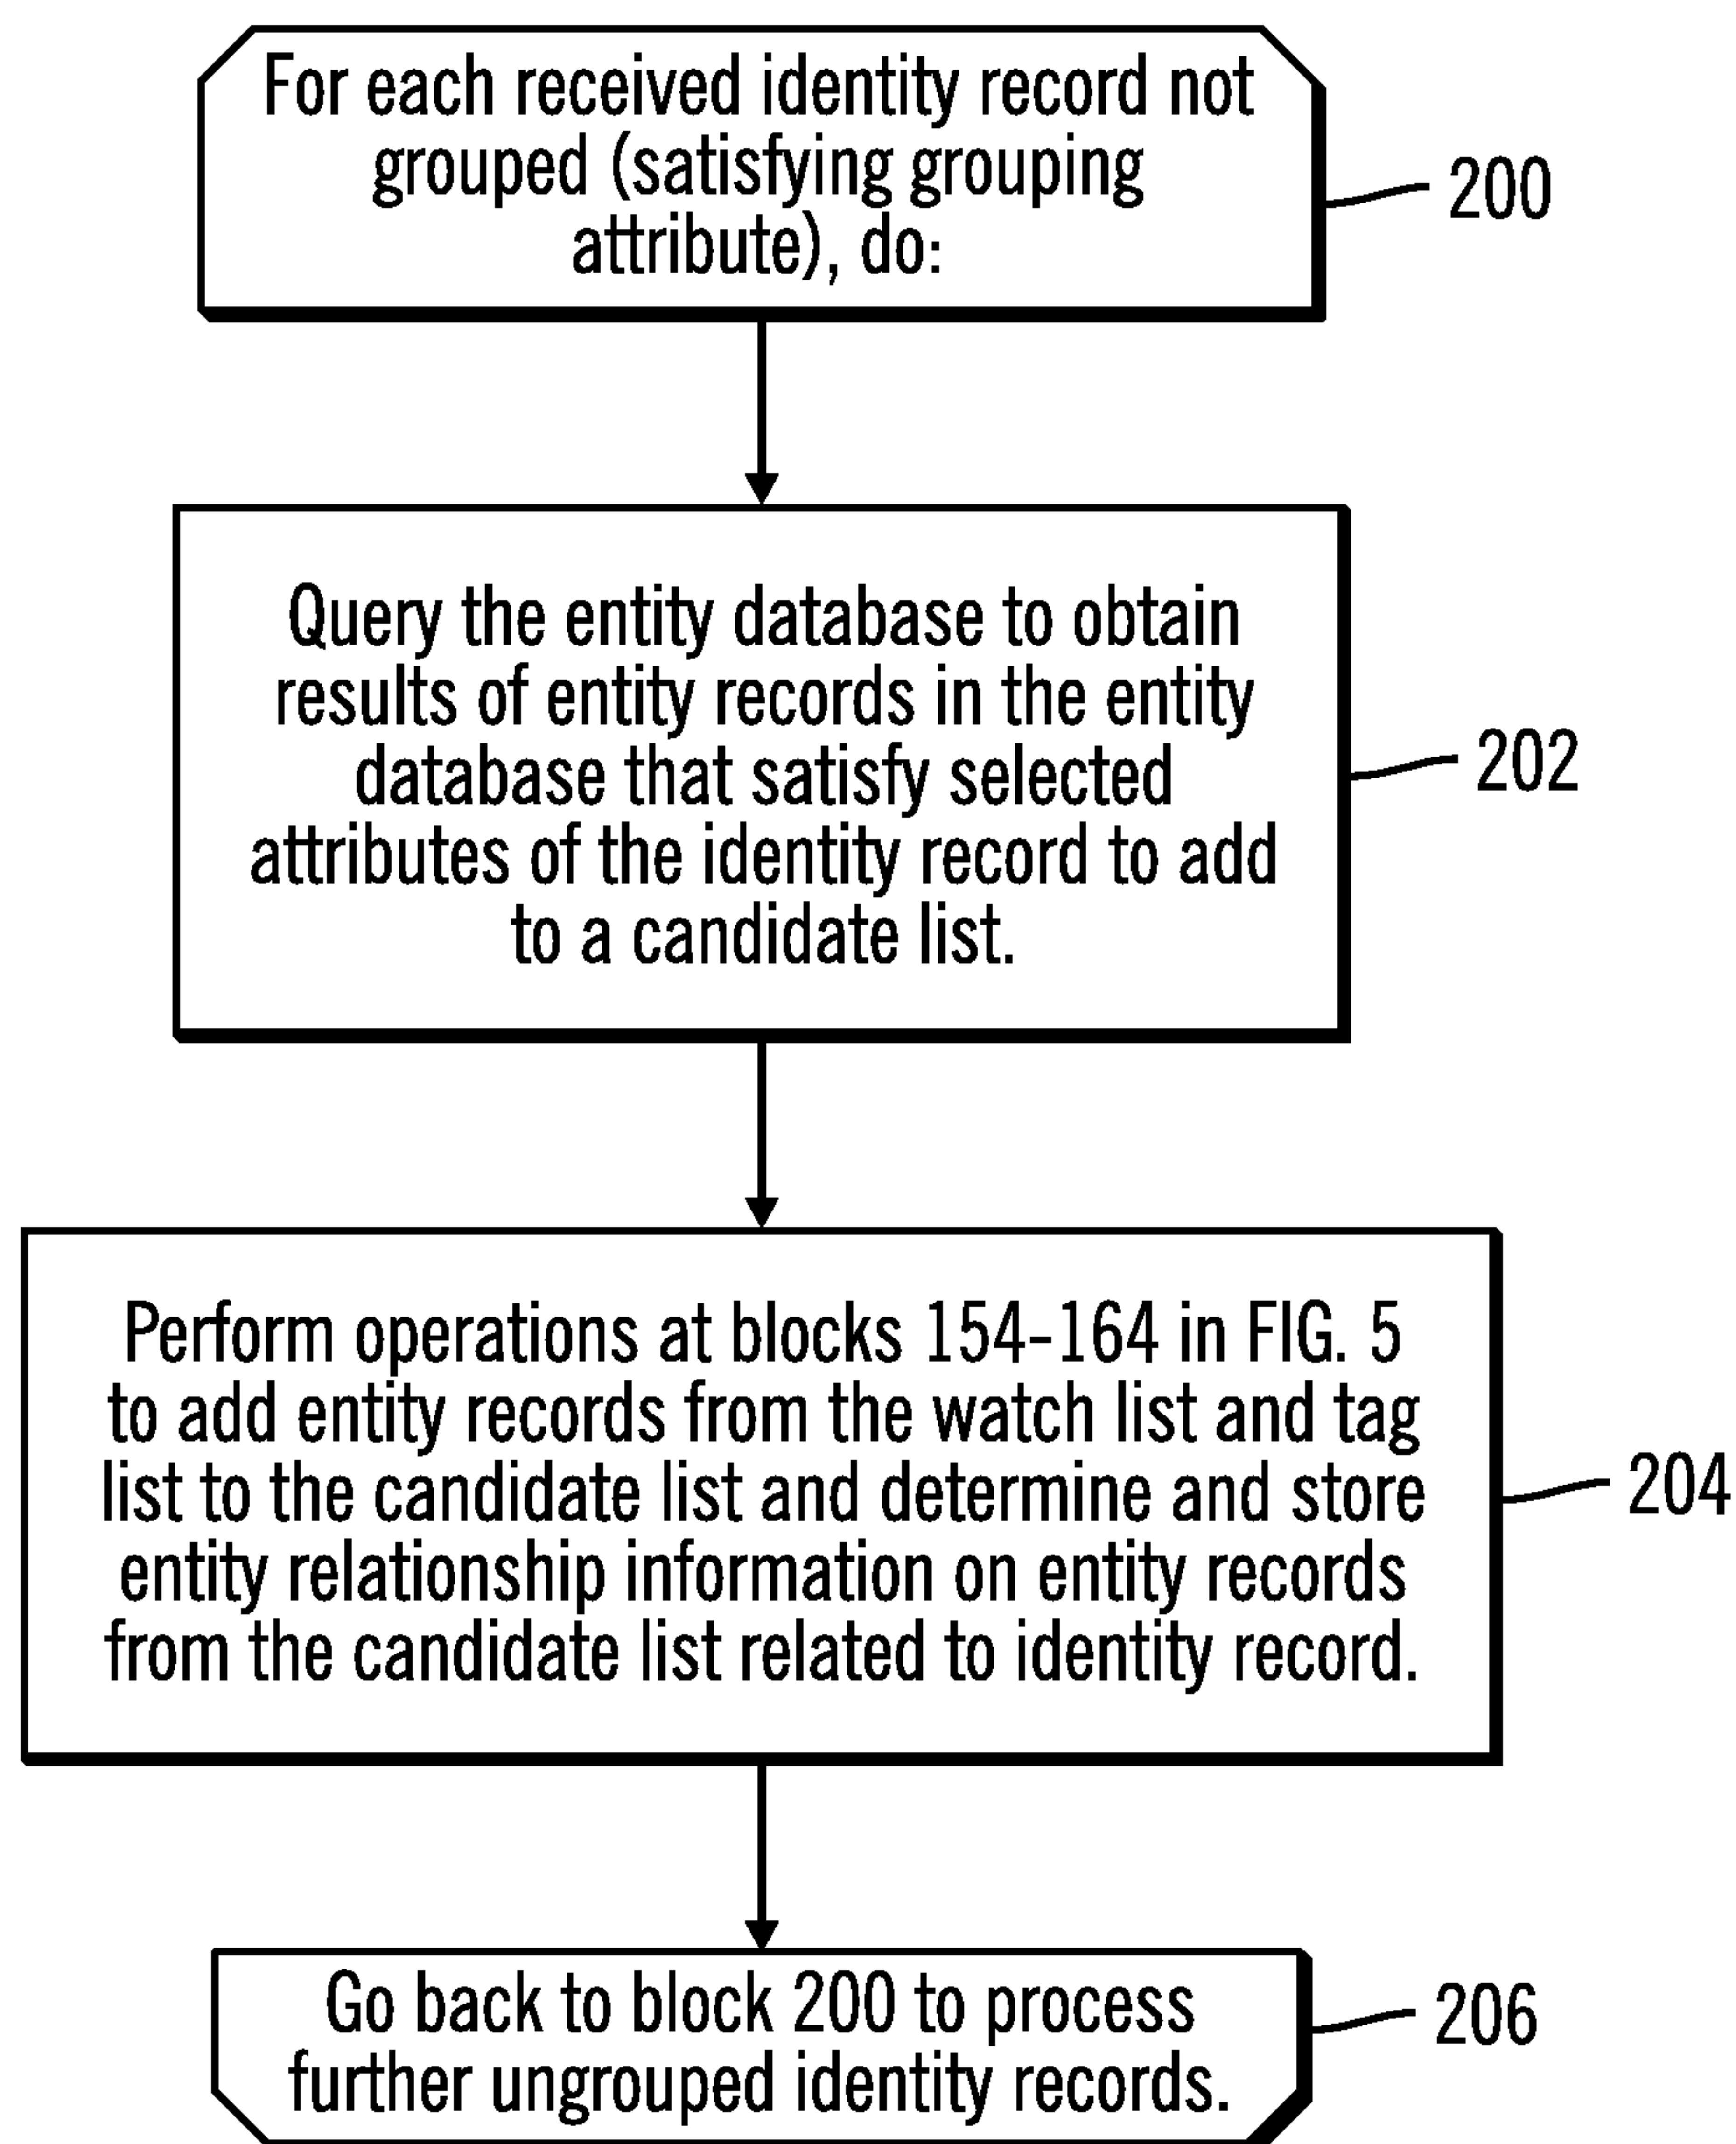 For each received identity record not
grouped (satisfying grouping
attribute), do:
200
Query the entity database to obtain
results of entity records in the entity
database that satisfy selected
attributes of the identity record to add
to a candidate list.
202
Perform operations at blocks 154-164 in FIG. 5
to add entity records from the watch list and tag
list to the candidate list and determine and store
entity relationship information on entity records
from the candidate list related to identity record.
204
Go back to block 200 to process
further ungrouped identity records.
206